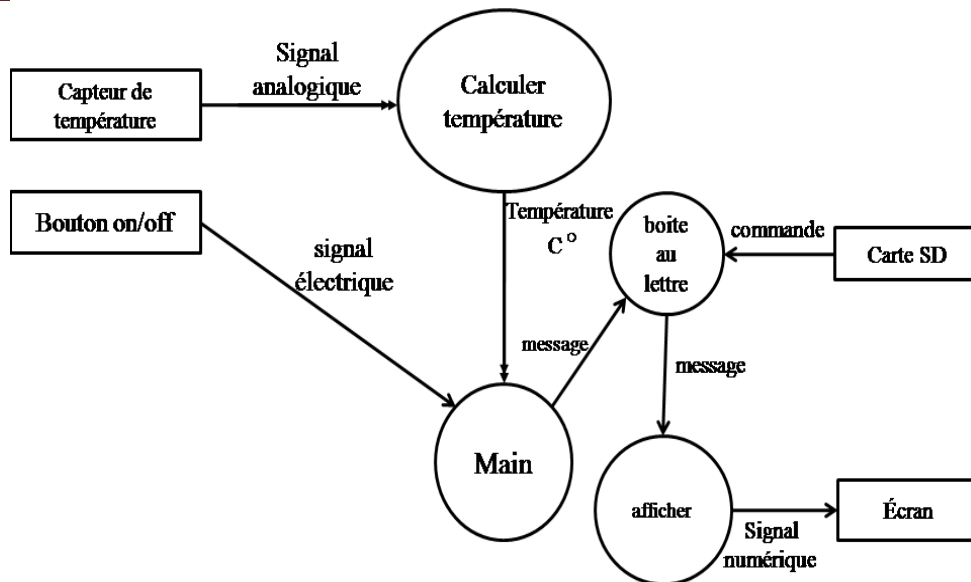 Signal
analogique
Capteur de
température
Calculer
température
Bouton on/off
signal
électrique
Température
C°
boite
au
lettre
commande
Carte SD
message
message
Main
afficher
Signal
numérique
Écran